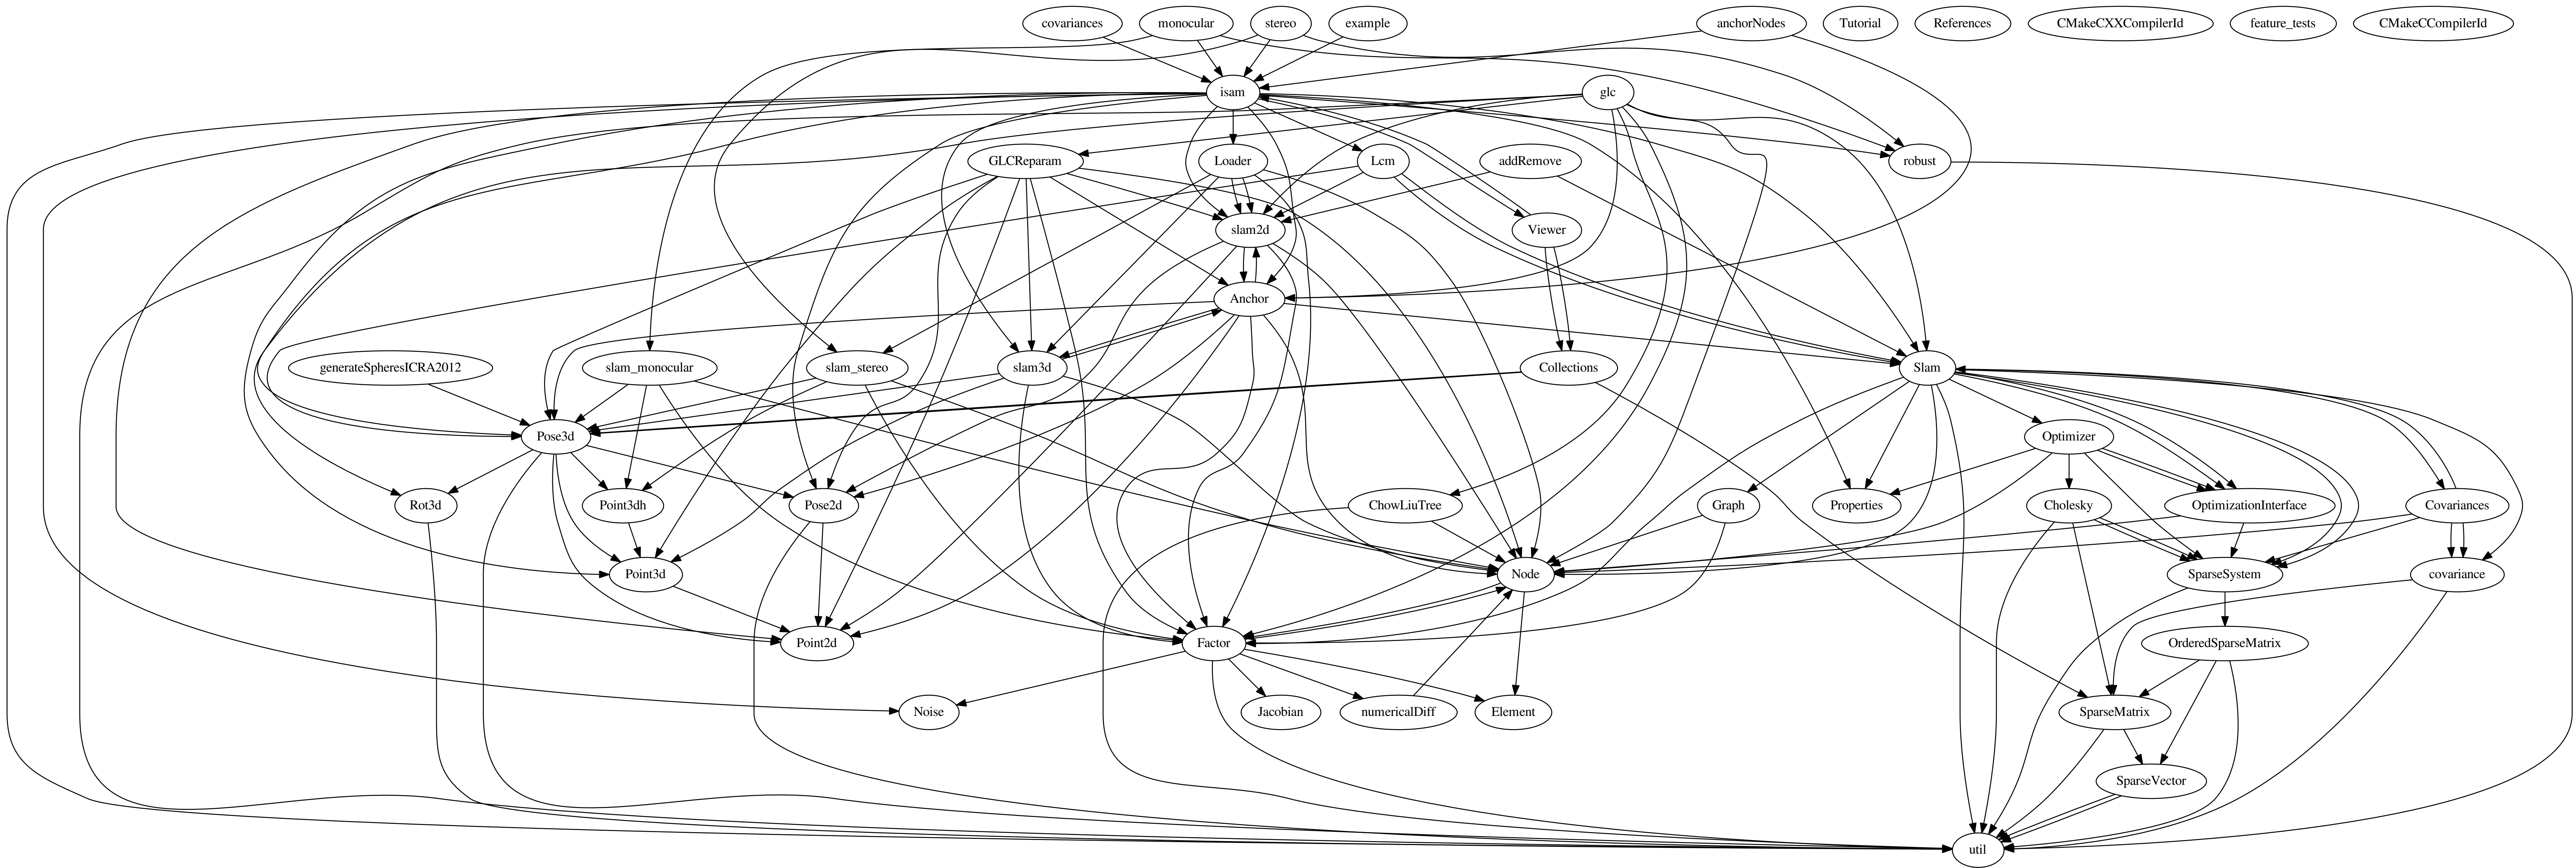 covariances
monocular
stereo
example
anchorNodes
Tutorial
References
CMakeCXXCompilerId
feature_tests
CMakeCCompilerId
isam
glc
GLCReparam
Loader
Lcm
addRemove
robust
slam2d
Viewer
Anchor
generateSpheresICRA2012
slam_monocular
slam_stereo
slam3d
Collections
Slam
Pose3d
Optimizer
Rot3d
Point3dh
Pose2d
ChowLiuTree
Graph
Properties
Cholesky
OptimizationInterface
Covariances
Point3d
Node
SparseSystem
covariance
Point2d
Factor
OrderedSparseMatrix
Noise
Jacobian
numericalDiff
Element
SparseMatrix
SparseVector
util